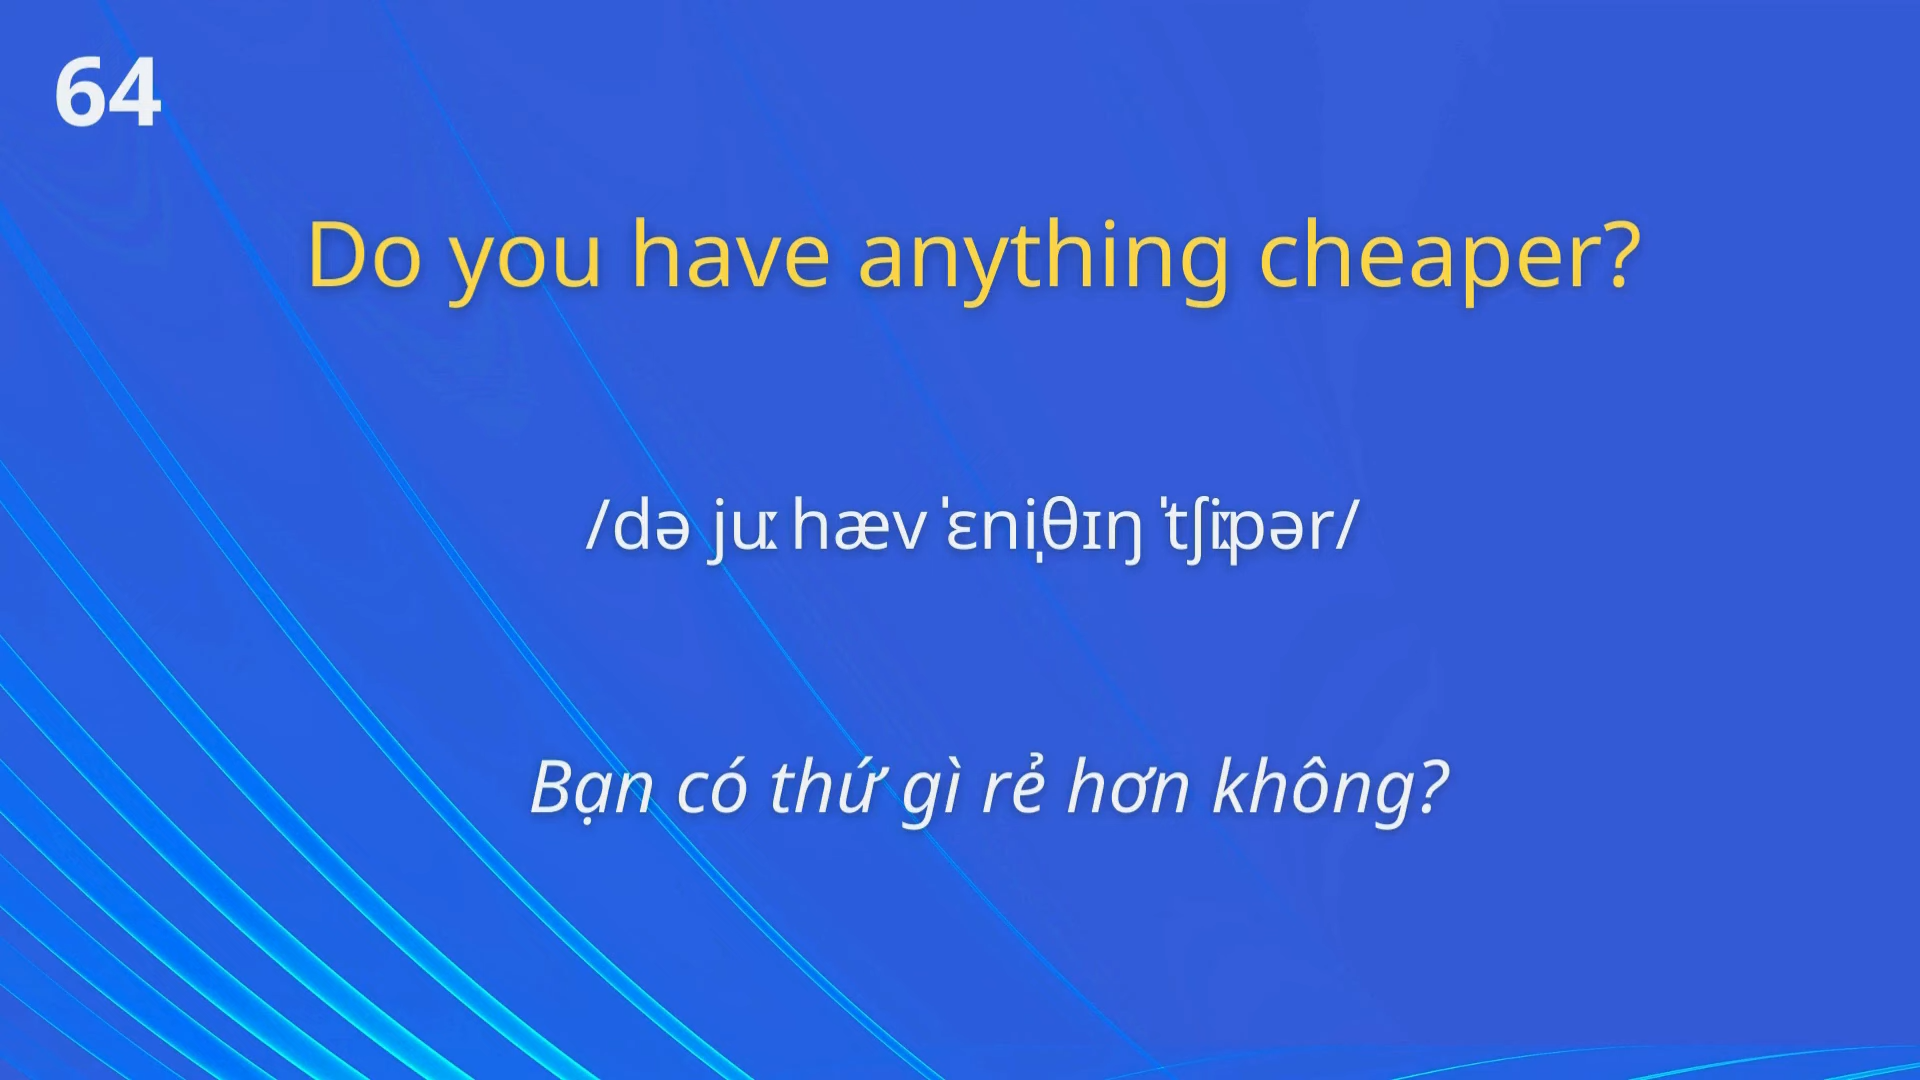 64
Do you have anything cheaper?
/də juː hæv ˈɛniˌθɪŋ ˈtʃiːpər/
Bạn có thứ gì rẻ hơn không?